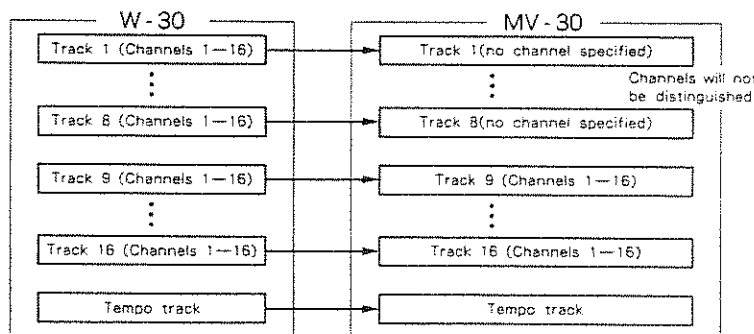 W-30
MV-30
Track 1 (Channels 1—16)
Track 1(no channel specified)
Channels will not
be distinguished
Track 8 (Channels 1—16)
Track 8(no channel specified)
Track 9 (Channels 1—16)
Track 9 (Channels 1—16)
Track 16 (Channels 1—16)
Track 16 (Channels 1—16)
Tempo track
Tempo track